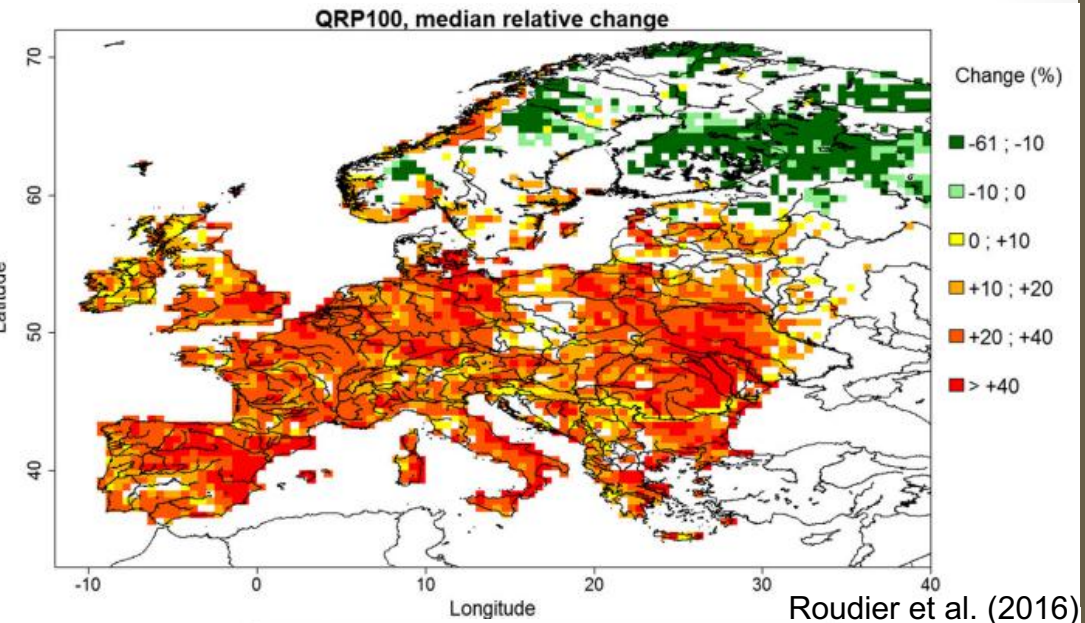 QRP100, median relative change
70
60
50
40
Latitude
-10
0
10
20
30
40
Longitude
Change (%)
-61 ; -10
-10 ; 0
0 ; +10
+10 ; +20
+20 ; +40
> +40
Roudier et al. (2016)